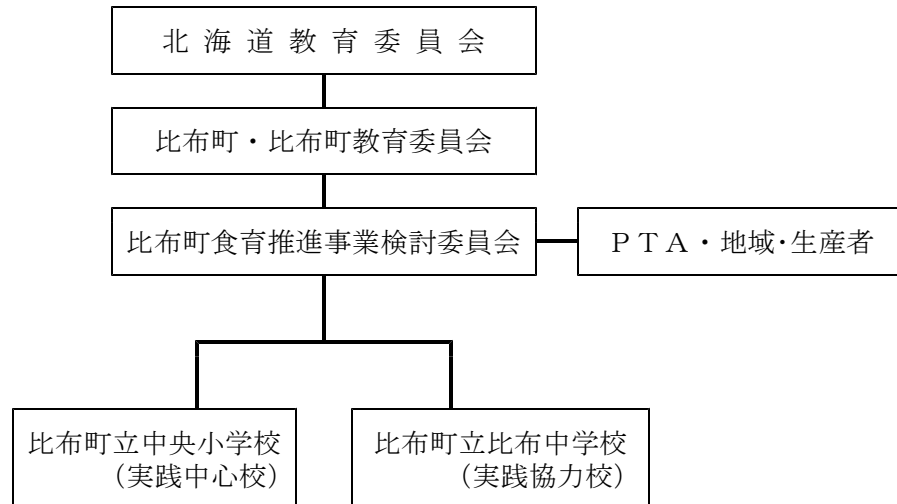 北海道教育委員会
比布町・比布町教育委員会
比布町食育推進事業検討委員会
ＰＴＡ・地域・生産者
比布町立中央小学校
（実践中心校）
比布町立比布中学校
（実践協力校）